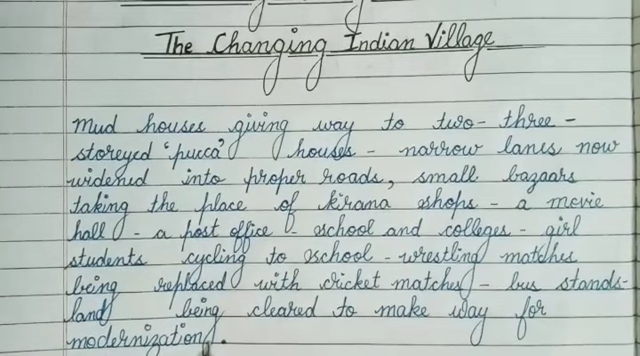 The Changing Indian Village
Mud houses giving way to two- three-
storeyed 'pucca' houses - narrow lanes now
widened into proper roads, small bazaars
taking the place of kirana shops - a movie
hall - a post office - school and colleges - girl
students cycling to school - wrestling matches
being replaced with cricket matches - bus stands-
land being cleared to make way for
modernization.